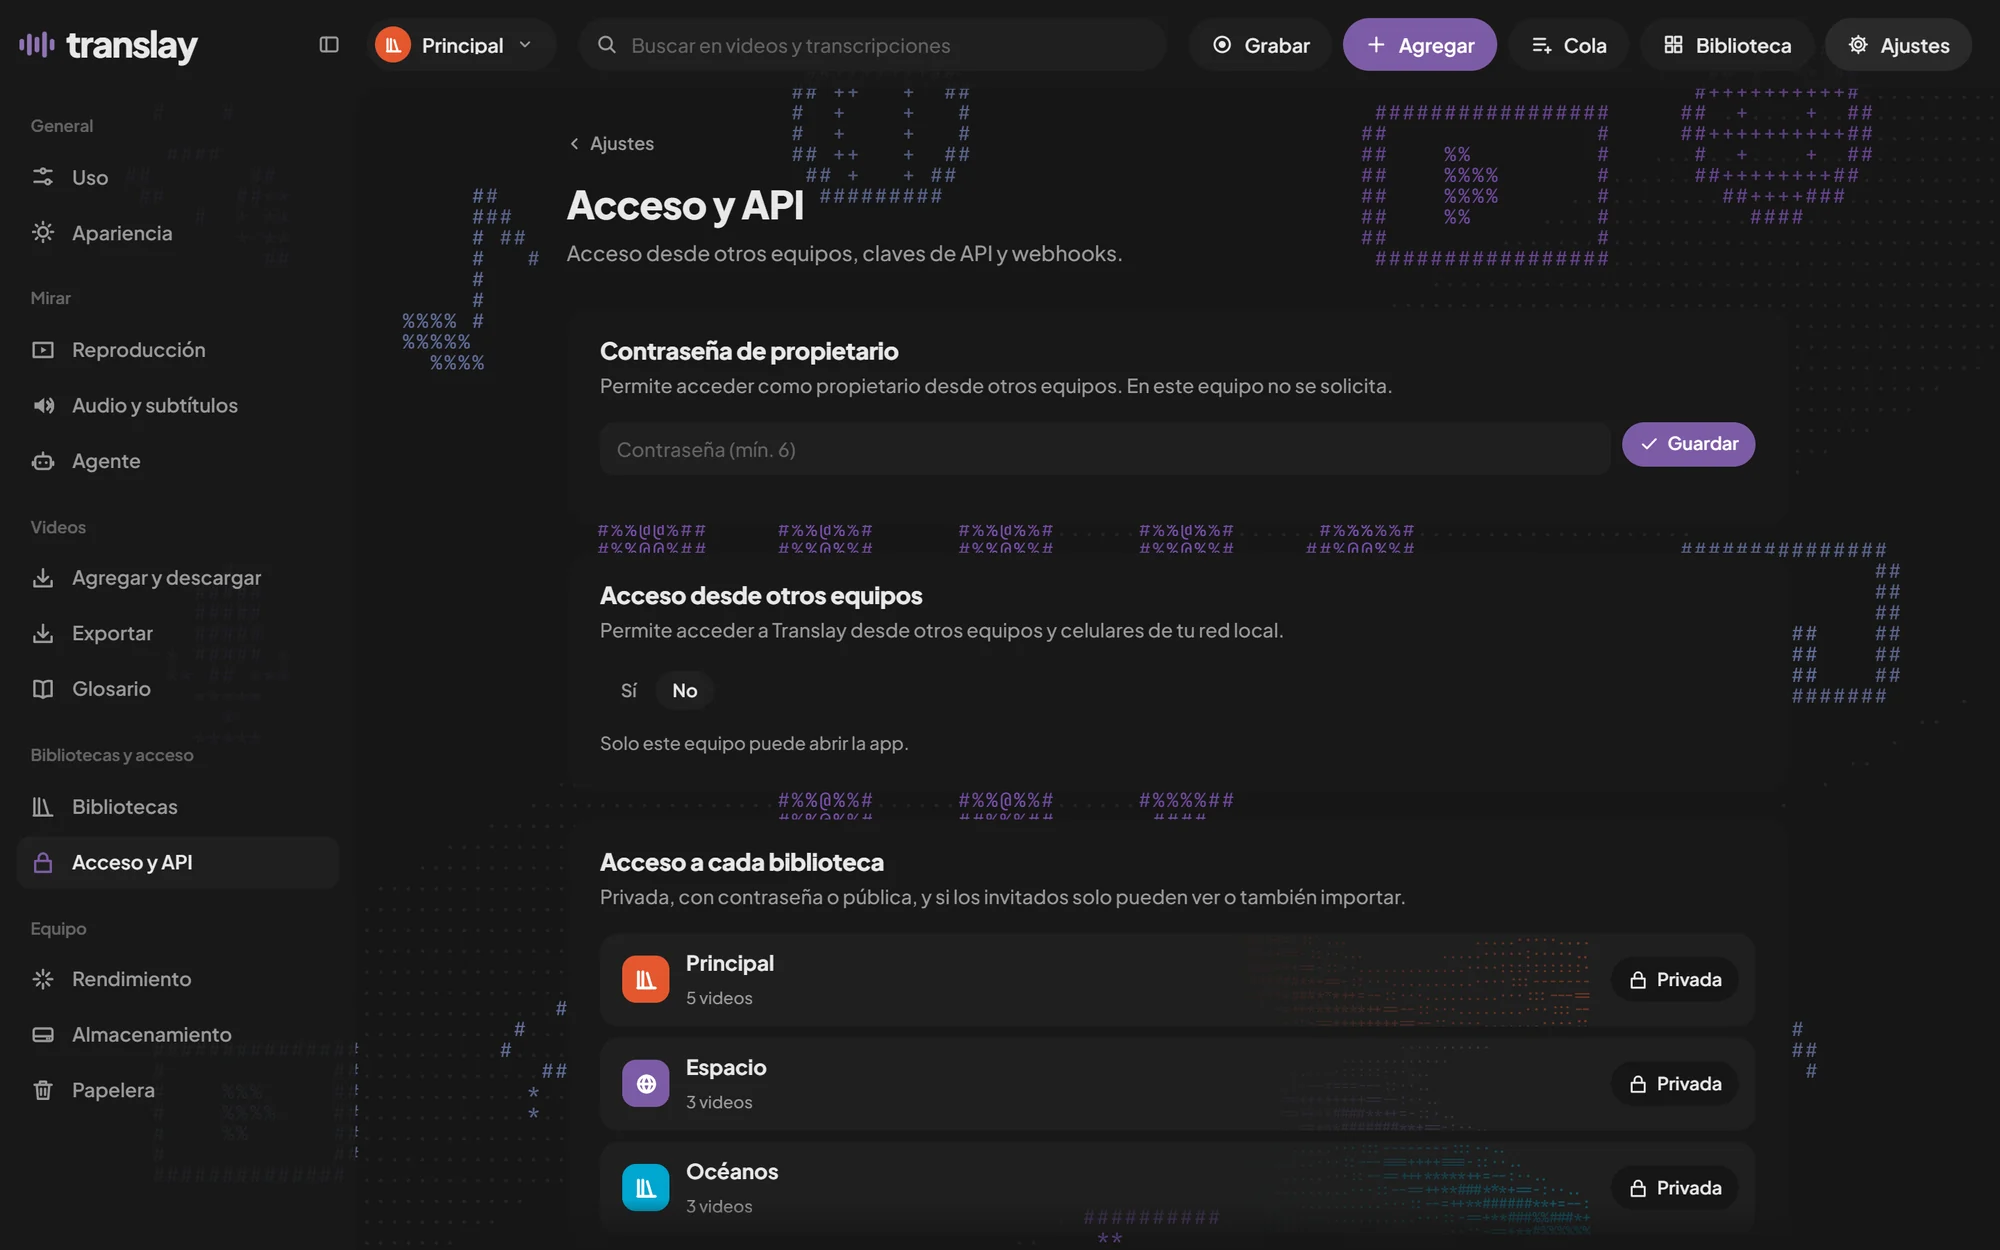 translay
Principal
Buscar en videos y transcripciones
Grabar
Agregar
Cola
Biblioteca
Ajustes
General
Uso
Apariencia
Mirar
Reproducción
Audio y subtítulos
Agente
Videos
Agregar y descargar
Exportar
Glosario
Bibliotecas y acceso
Bibliotecas
Acceso y API
Equipo
Rendimiento
Almacenamiento
Papelera
Ajustes
Acceso y API
Acceso desde otros equipos, claves de API y webhooks.
Contraseña de propietario
Permite acceder como propietario desde otros equipos. En este equipo no se solicita.
Contraseña (mín. 6)
Guardar
Acceso desde otros equipos
Permite acceder a Translay desde otros equipos y celulares de tu red local.
Sí
No
Solo este equipo puede abrir la app.
Acceso a cada biblioteca
Privada, con contraseña o pública, y si los invitados solo pueden ver o también importar.
Principal
5 videos
Privada
Espacio
3 videos
Privada
Océanos
3 videos
Privada